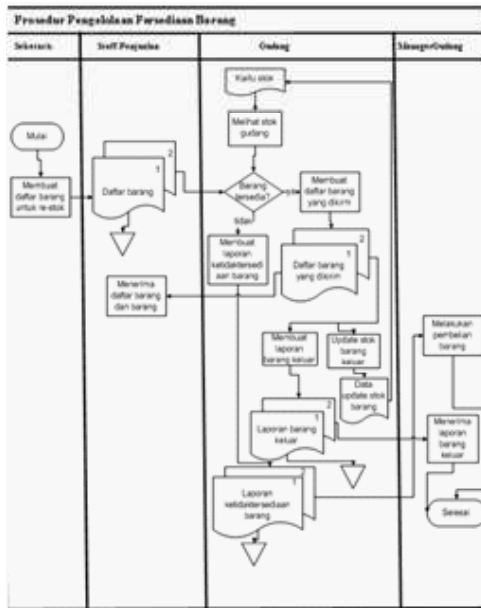 Prosedur Pengelolaan Persediaan Barang
Sekretaris
Staff Penjualan
Gudang
ManagerGudang
Kartu stok
Melihat stok
gudang
Mulai
Membuat
daftar barang
untuk re-stok
1
2
Daftar barang
Barang
tersedia?
ya
tidak
Membuat
daftar barang
yang dikirim
Membuat
laporan
ketidaktersedi
aan barang
1
2
Daftar barang
yang dikirim
Menerima
daftar barang
dan barang
Membuat
laporan
barang keluar
Update stok
barang
keluar
Melakukan
pembelian
barang
Data
update stok
barang
1
2
Laporan barang
keluar
Menerima
laporan
barang
keluar
1
2
Laporan
ketidaktersediaan
barang
Selesai